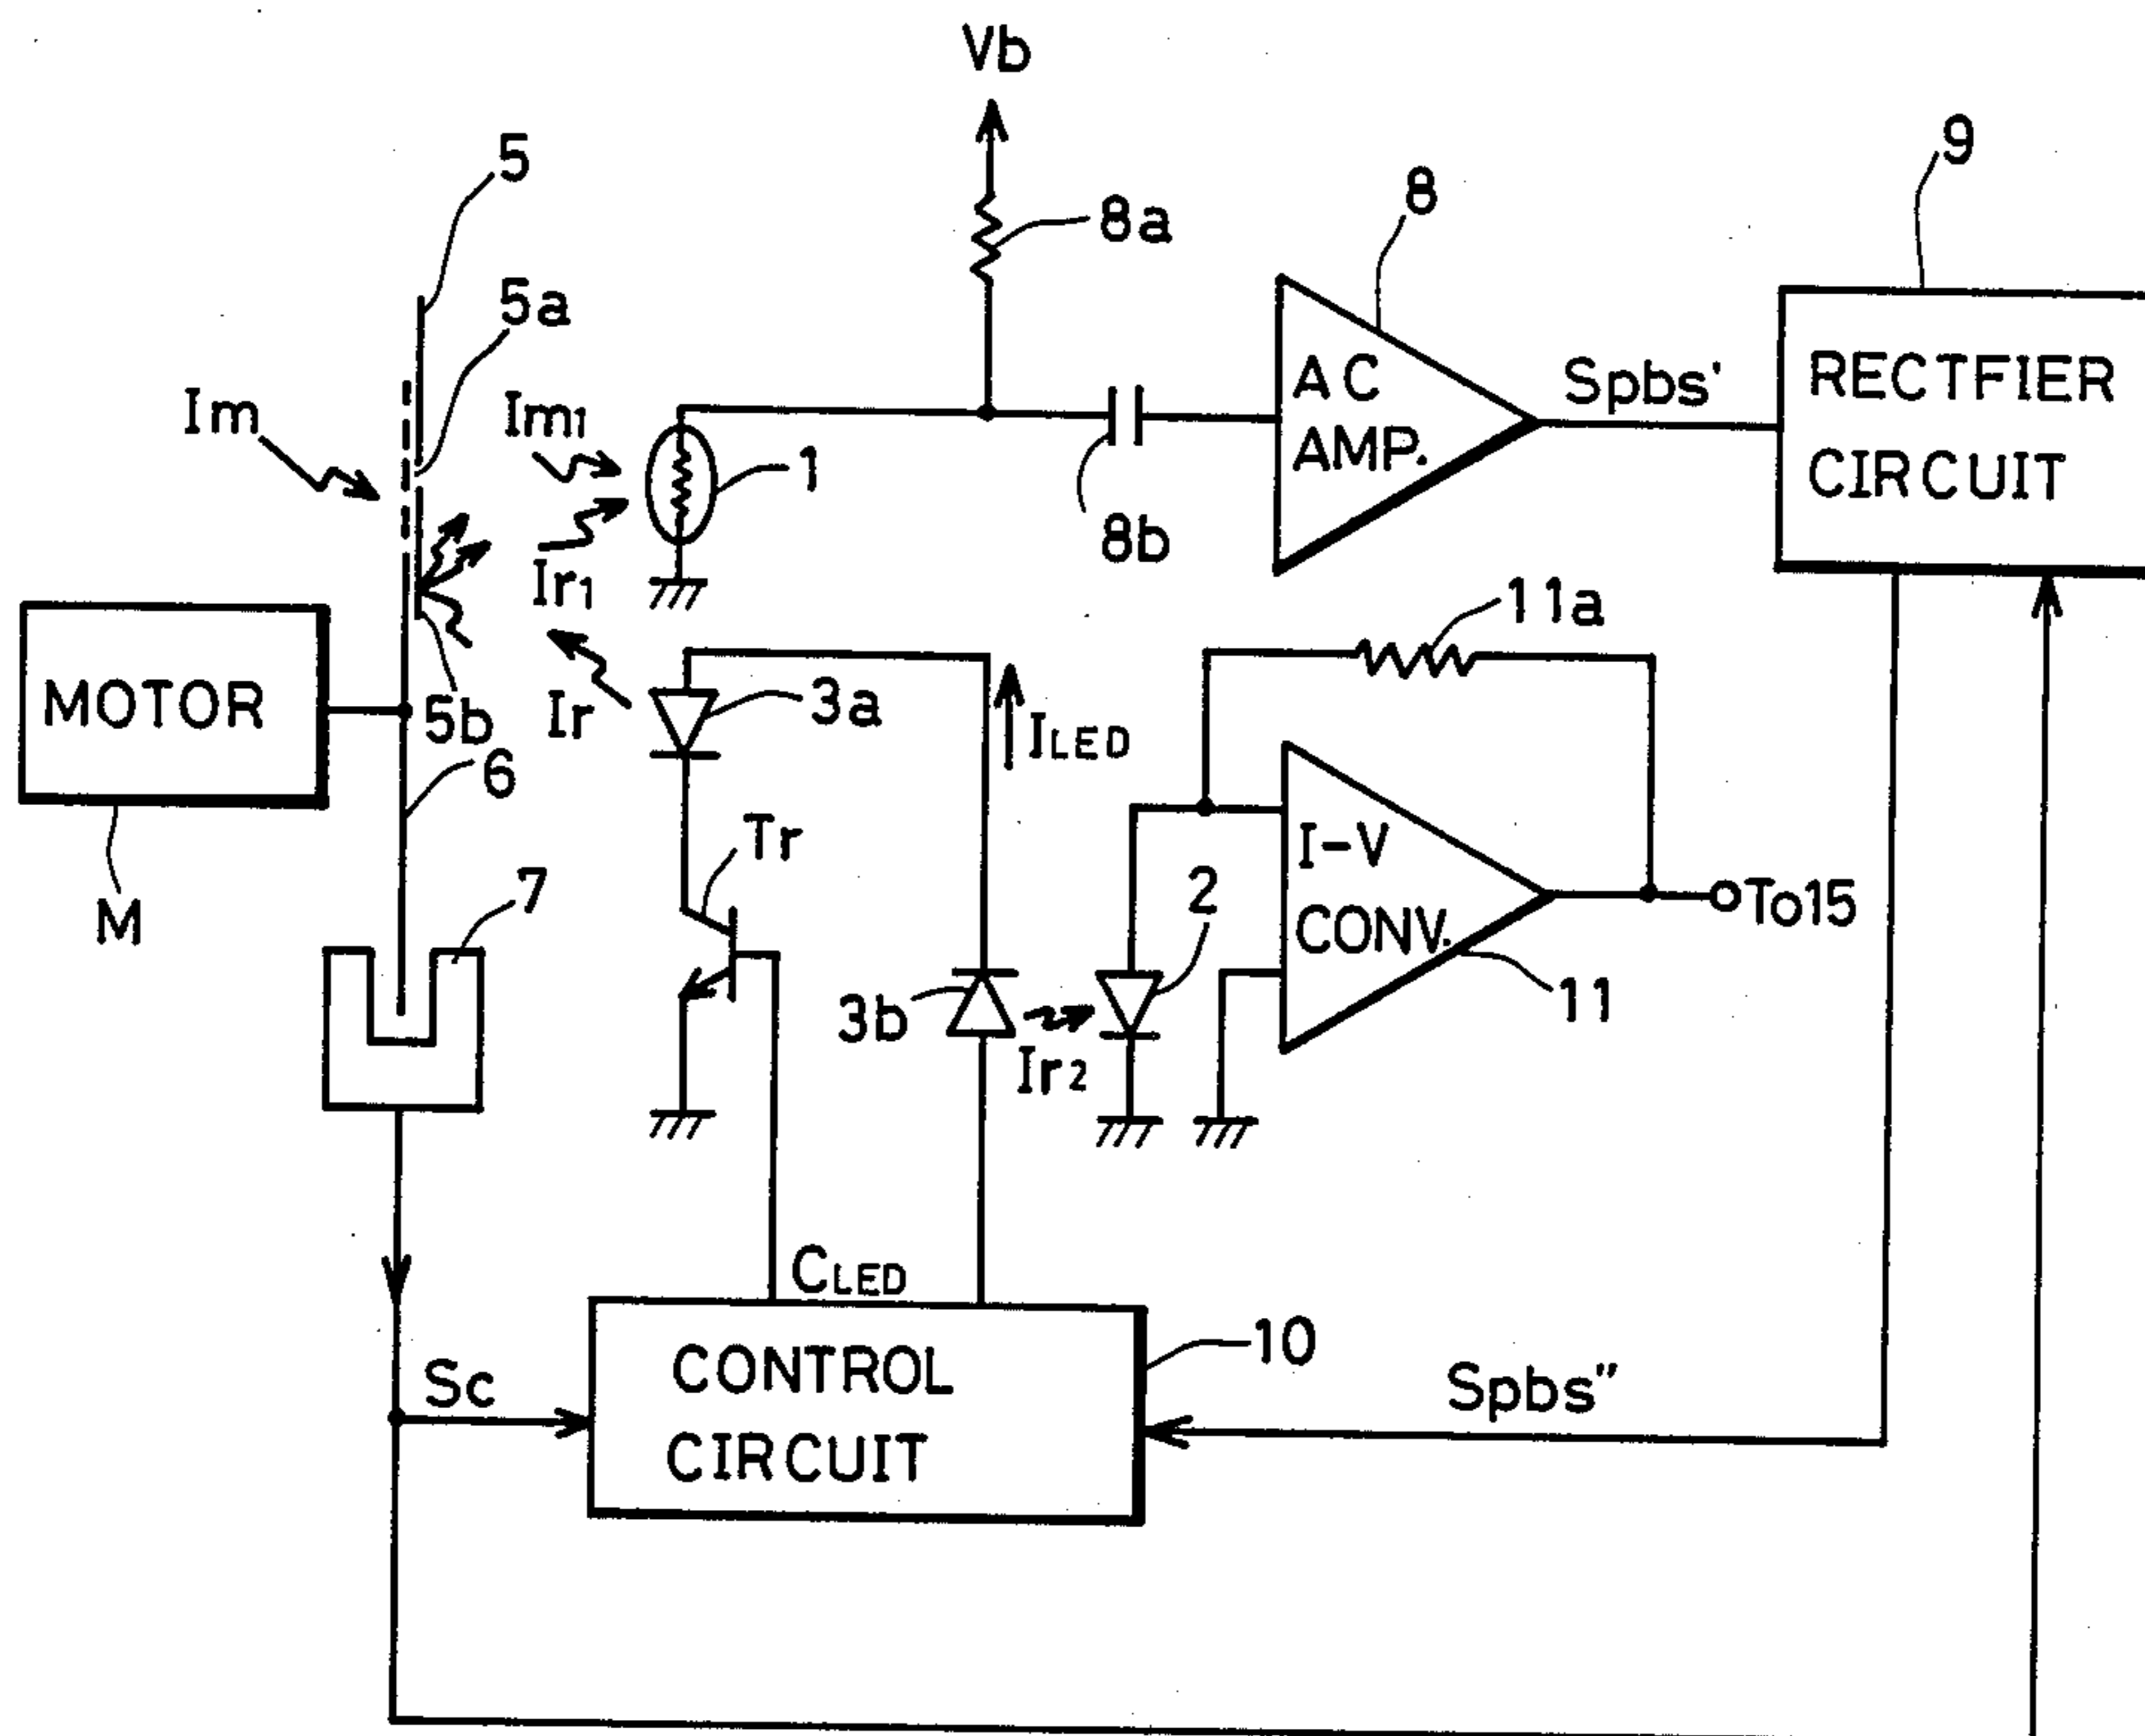 Vb
5
9
8
8a
5a
Im
Im1
1
AC
AMP.
Spbs'
RECTFIER
CIRCUIT
8b
Ir1
11a
MOTOR
5b
Ir
3a
ILED
6
Tr
I-V
CONV.
2
To15
7
M
3b
Ir2
11
CLED
10
CONTROL
CIRCUIT
Sc
Spbs"